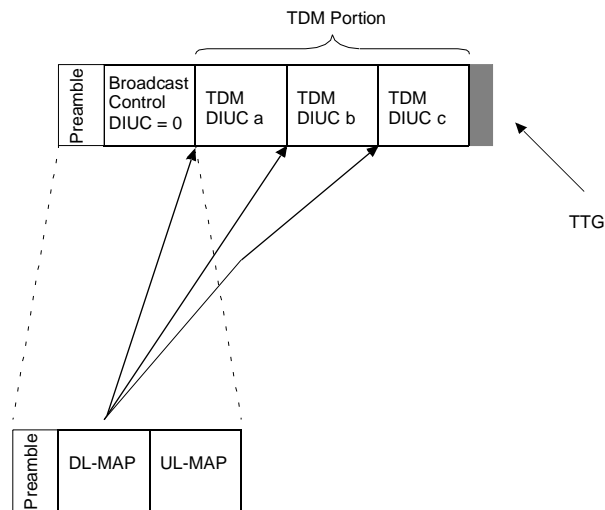 TDM Portion
Preamble
Broadcast
Control
DIUC = 0
TDM
DIUC a
TDM
DIUC b
TDM
DIUC c
TTG
Preamble
DL-MAP
UL-MAP